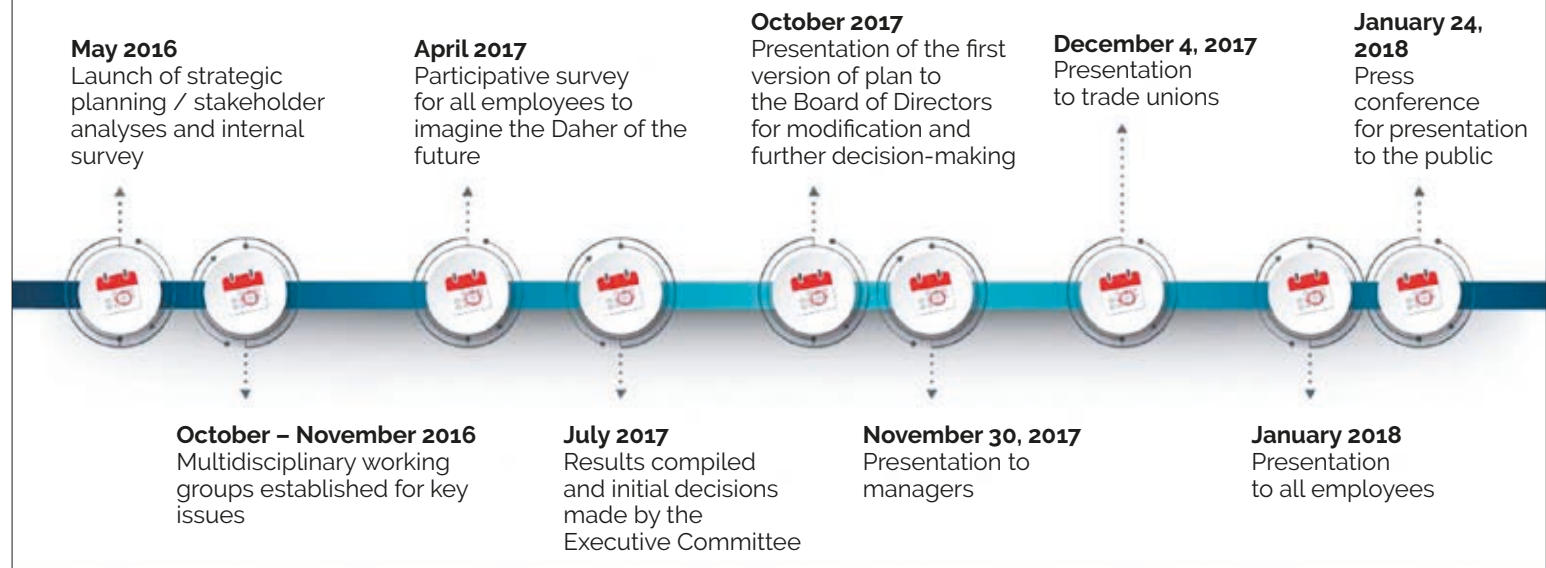 May 2016
Launch of strategic
planning / stakeholder
analyses and internal
survey
October – November 2016
Multidisciplinary working
groups established for key
issues
April 2017
Participative survey
for all employees to
imagine the Daher of the
future
July 2017
Results compiled
and initial decisions
made by the
Executive Committee
October 2017
Presentation of the first
version of plan to
the Board of Directors
for modification and
further decision-making
November 30, 2017
Presentation to
managers
December 4, 2017
Presentation
to trade unions
January 2018
Presentation
to all employees
January 24,
2018
Press
conference
for presentation
to the public